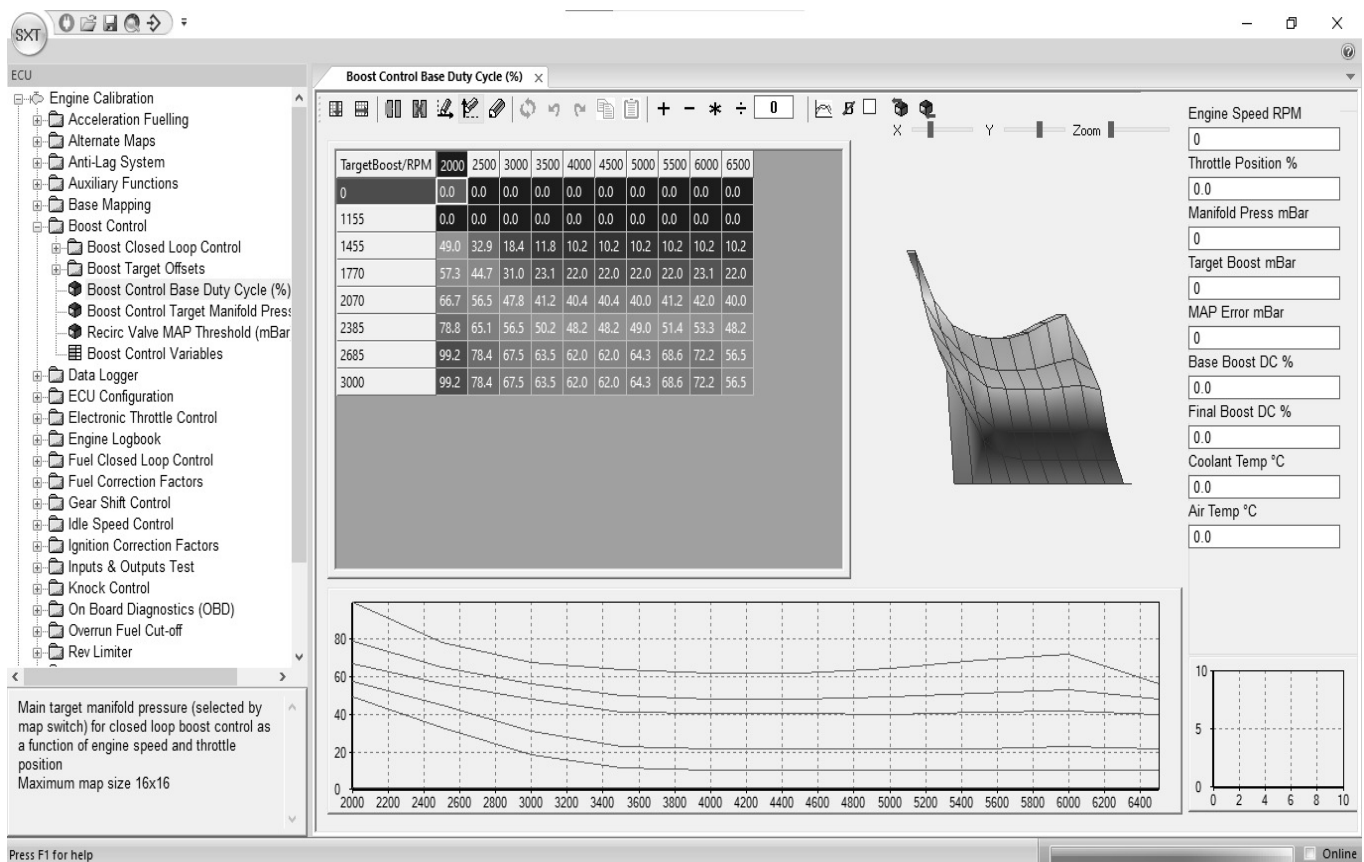 SXT
ECU
Engine Calibration
Acceleration Fuelling
Alternate Maps
Anti-Lag System
Auxiliary Functions
Base Mapping
Boost Control
Boost Closed Loop Control
Boost Target Offsets
Boost Control Base Duty Cycle (%)
Boost Control Target Manifold Press
Recirc Valve MAP Threshold (mBar
Boost Control Variables
Data Logger
ECU Configuration
Electronic Throttle Control
Engine Logbook
Fuel Closed Loop Control
Fuel Correction Factors
Gear Shift Control
Idle Speed Control
Ignition Correction Factors
Inputs & Outputs Test
Knock Control
On Board Diagnostics (OBD)
Overrun Fuel Cut-off
Rev Limiter
Main target manifold pressure (selected by
map switch) for closed loop boost control as
a function of engine speed and throttle
position
Maximum map size 16x16
Boost Control Base Duty Cycle (%)
+ - * ÷ 0
X Y Zoom
TargetBoost/RPM 2000 2500 3000 3500 4000 4500 5000 5500 6000 6500
0 0.0 0.0 0.0 0.0 0.0 0.0 0.0 0.0 0.0 0.0
1155 0.0 0.0 0.0 0.0 0.0 0.0 0.0 0.0 0.0 0.0
1455 49.0 32.9 18.4 11.8 10.2 10.2 10.2 10.2 10.2 10.2
1770 57.3 44.7 31.0 23.1 22.0 22.0 22.0 22.0 23.1 22.0
2070 66.7 56.5 47.8 41.2 40.4 40.4 40.0 41.2 42.0 40.0
2385 78.8 65.1 56.5 50.2 48.2 48.2 49.0 51.4 53.3 48.2
2685 99.2 78.4 67.5 63.5 62.0 62.0 64.3 68.6 72.2 56.5
3000 99.2 78.4 67.5 63.5 62.0 62.0 64.3 68.6 72.2 56.5
80
60
40
20
0
2000 2200 2400 2600 2800 3000 3200 3400 3600 3800 4000 4200 4400 4600 4800 5000 5200 5400 5600 5800 6000 6200 6400
Engine Speed RPM
0
Throttle Position %
0.0
Manifold Press mBar
0
Target Boost mBar
0
MAP Error mBar
0
Base Boost DC %
0.0
Final Boost DC %
0.0
Coolant Temp °C
0.0
Air Temp °C
0.0
10
5
0
0 2 4 6 8 10
Press F1 for help
Online